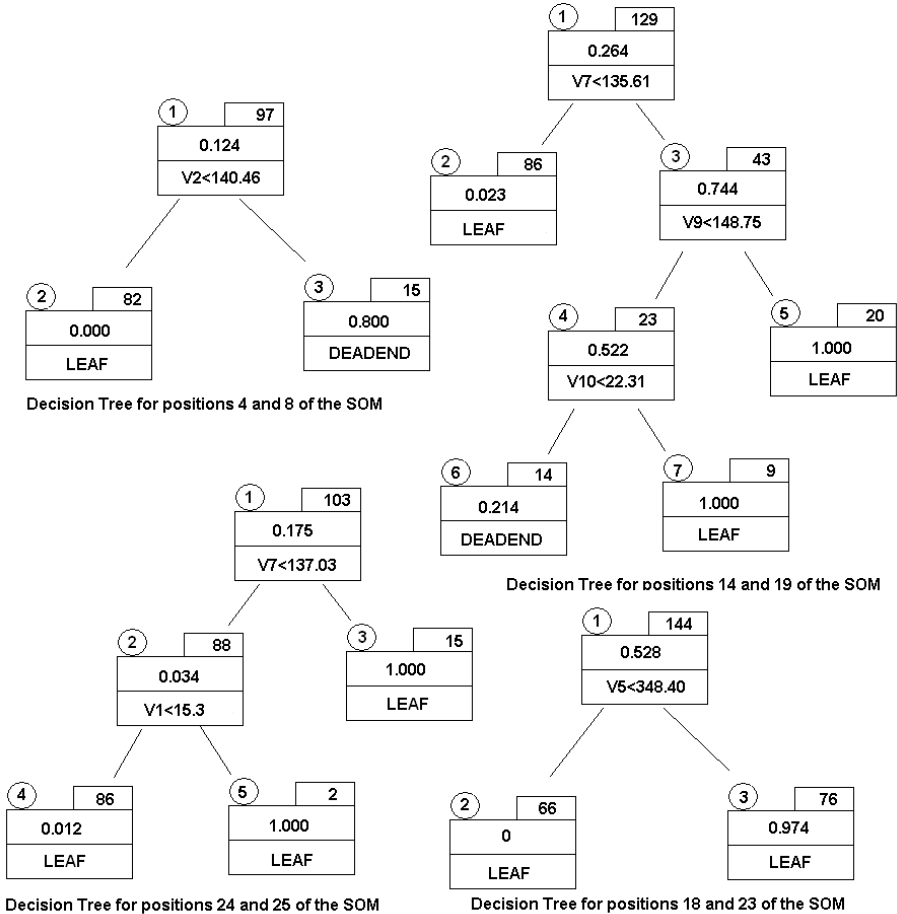 1 97
0.124
V2<140.46
2 82
0.000
LEAF
3 15
0.800
DEADEND
Decision Tree for positions 4 and 8 of the SOM
1 129
0.264
V7<135.61
2 86
0.023
LEAF
3 43
0.744
V9<148.75
4 23
0.522
V10<22.31
5 20
1.000
LEAF
6 14
0.214
DEADEND
7 9
1.000
LEAF
Decision Tree for positions 14 and 19 of the SOM
1 103
0.175
V7<137.03
2 88
0.034
V1<15.3
3 15
1.000
LEAF
4 86
0.012
LEAF
5 2
1.000
LEAF
Decision Tree for positions 24 and 25 of the SOM
1 144
0.528
V5<348.40
2 66
0
LEAF
3 76
0.974
LEAF
Decision Tree for positions 18 and 23 of the SOM